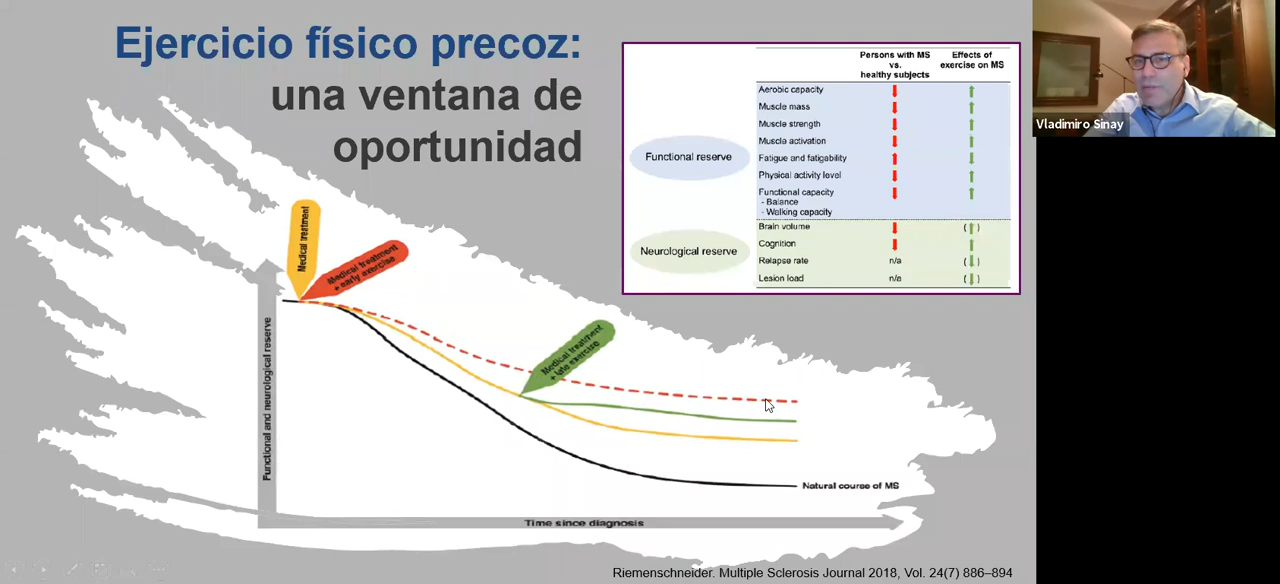 Ejercicio físico precoz:
una ventana de
oportunidad
Persons with MS
vs.
healthy subjects
Effects of
exercise on MS
Functional reserve
Aerobic capacity
Muscle mass
Muscle strength
Muscle activation
Fatigue and fatigability
Physical activity level
Functional capacity
- Balance
- Walking capacity
Neurological reserve
Brain volume
( )
Cognition
Relapse rate
n/a
( )
Lesion load
n/a
( )
Vladimiro Sinay
Medical treatment
Medical treatment
+ early exercise
Medical treatment
+ late exercise
Functional and neurological reserve
Natural course of MS
Time since diagnosis
Riemenschneider. Multiple Sclerosis Journal 2018, Vol. 24(7) 886–894